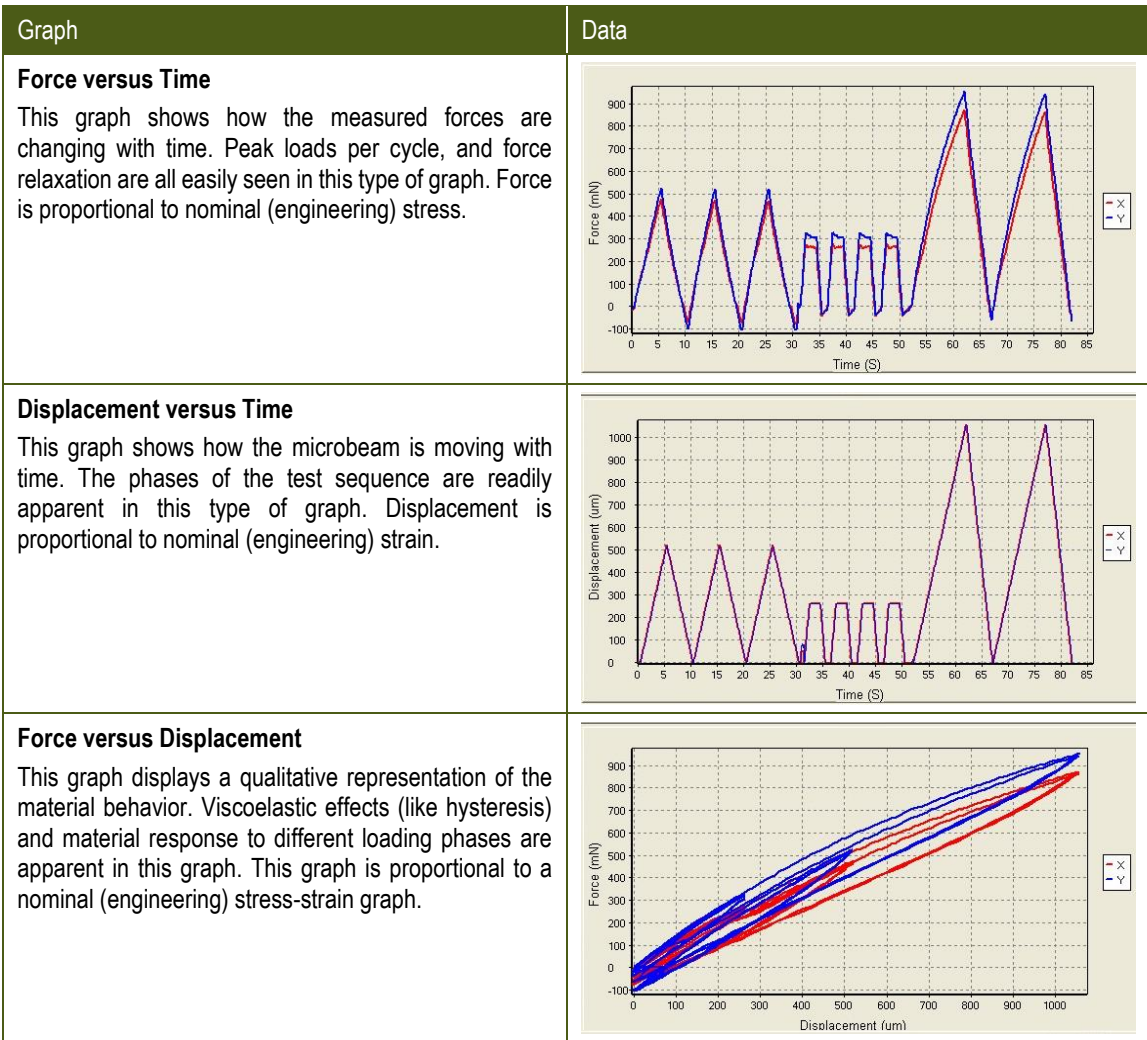 Graph
Data
Force versus Time
This graph shows how the measured forces are
changing with time. Peak loads per cycle, and force
relaxation are all easily seen in this type of graph. Force
is proportional to nominal (engineering) stress.
900
800
700
600
500
400
300
200
100
0
-100
Force (mN)
0 5 10 15 20 25 30 35 40 45 50 55 60 65 70 75 80 85
Time (S)
X
Y
Displacement versus Time
This graph shows how the microbeam is moving with
time. The phases of the test sequence are readily
apparent in this type of graph. Displacement is
proportional to nominal (engineering) strain.
1000
900
800
700
600
500
400
300
200
100
0
Displacement (um)
0 5 10 15 20 25 30 35 40 45 50 55 60 65 70 75 80 85
Time (S)
X
Y
Force versus Displacement
This graph displays a qualitative representation of the
material behavior. Viscoelastic effects (like hysteresis)
and material response to different loading phases are
apparent in this graph. This graph is proportional to a
nominal (engineering) stress-strain graph.
900
800
700
600
500
400
300
200
100
0
-100
Force (mN)
0 100 200 300 400 500 600 700 800 900 1000
Displacement (um)
X
Y